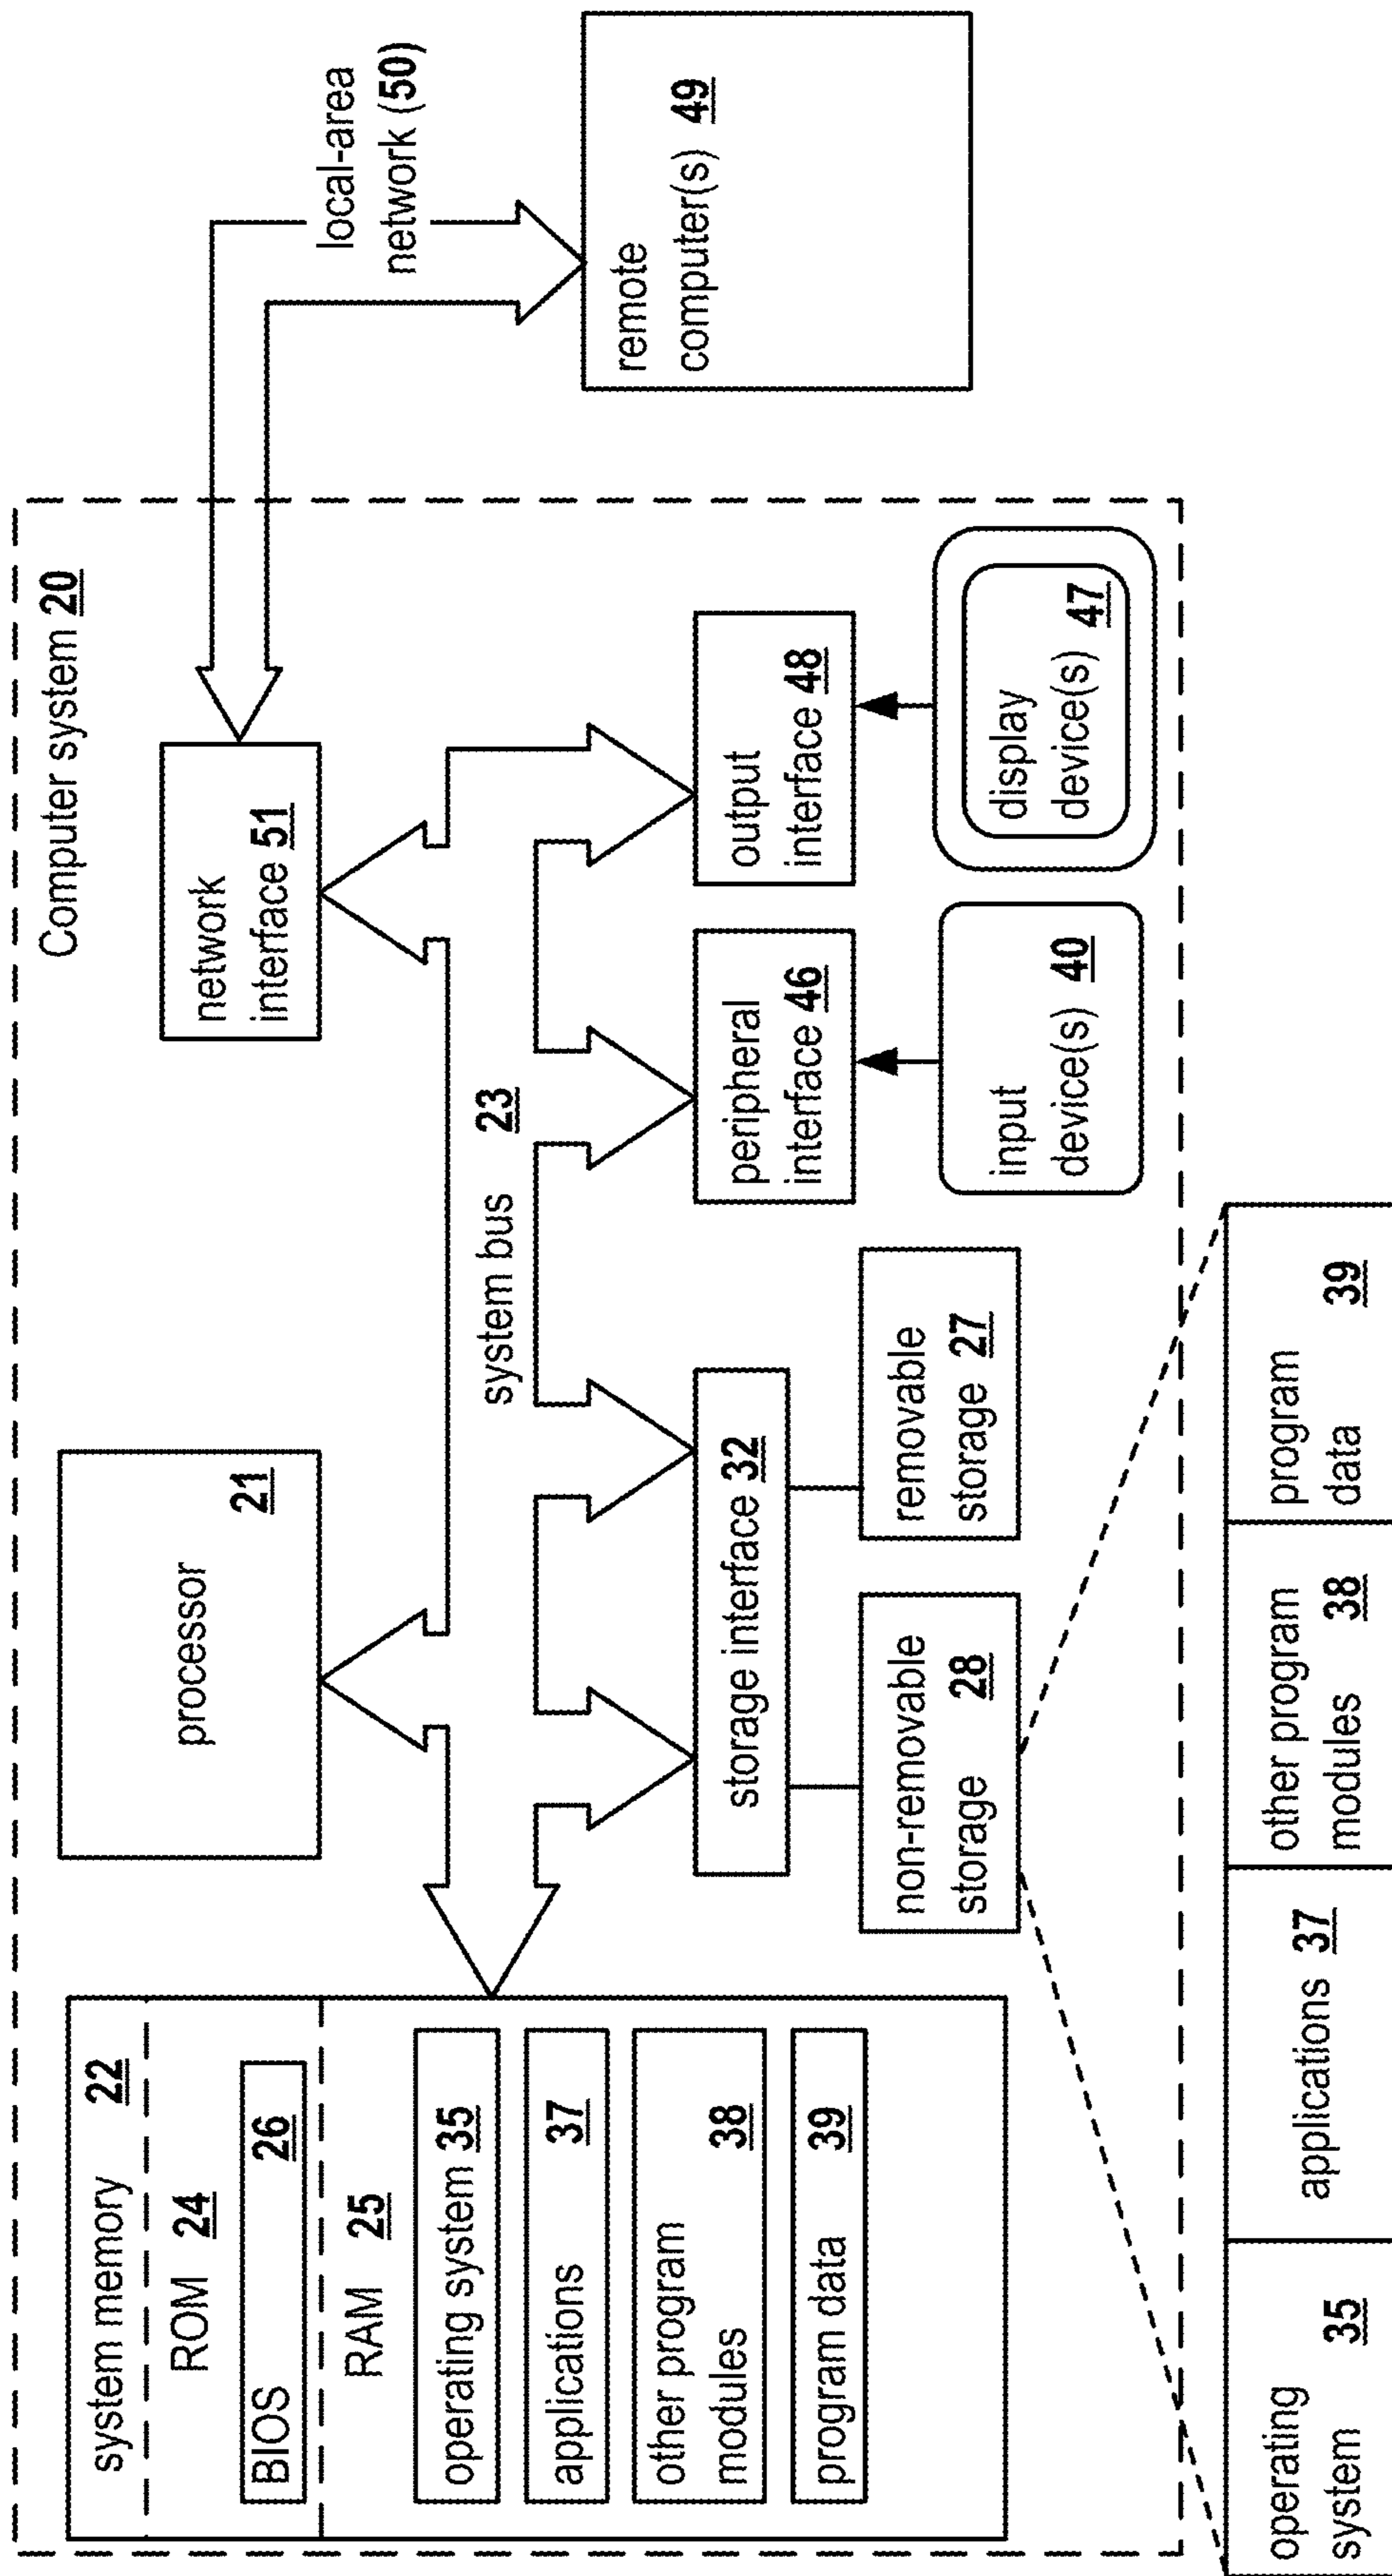 Computer system 20
system memory 22
ROM 24
BIOS 26
RAM 25
operating system 35
applications 37
other program
modules 38
program data 39
processor
21
network
interface 51
local-area
network (50)
system bus 23
storage interface 32
peripheral
interface 46
output
interface 48
non-removable
storage 28
removable
storage 27
input
device(s) 40
display
device(s) 47
remote
computer(s) 49
operating
system 35
applications 37
other program
modules 38
program
data 39